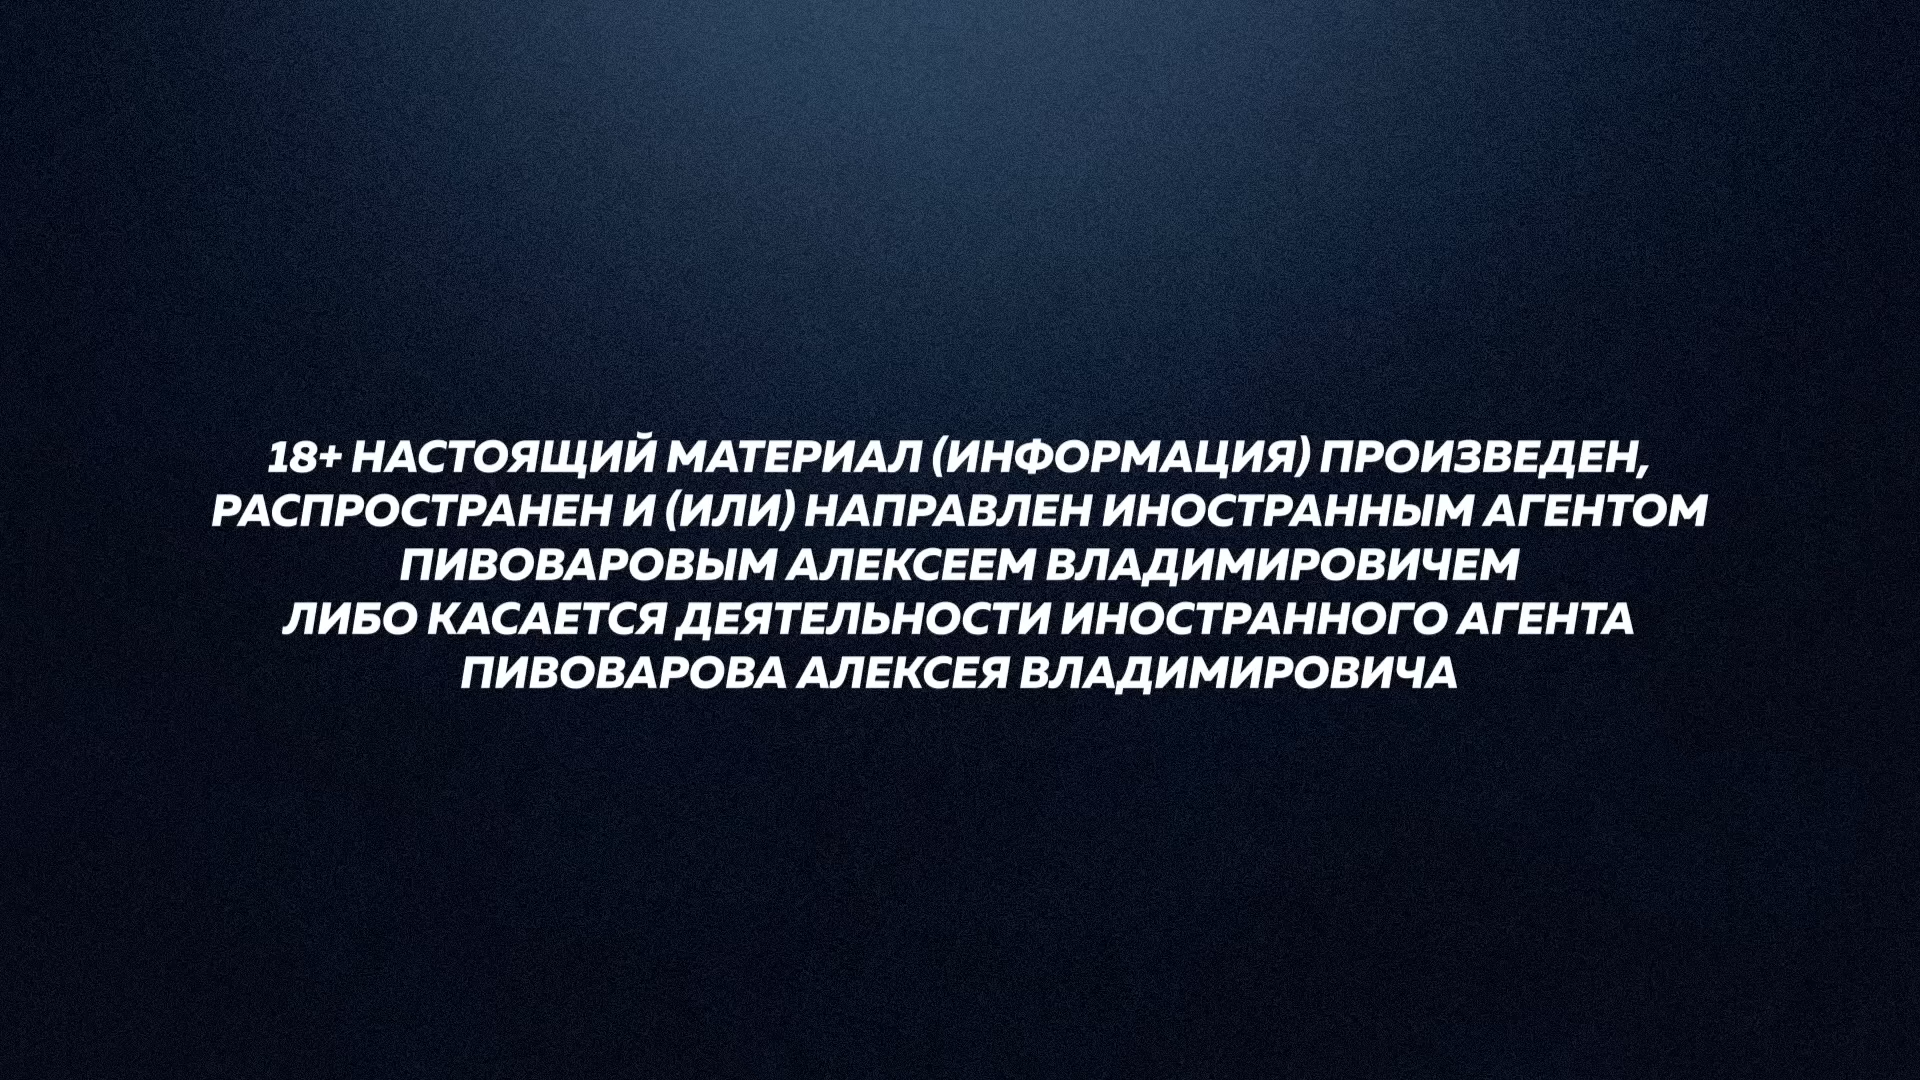 18+ НАСТОЯЩИЙ МАТЕРИАЛ (ИНФОРМАЦИЯ) ПРОИЗВЕДЕН,
РАСПРОСТРАНЕН И (ИЛИ) НАПРАВЛЕН ИНОСТРАННЫМ АГЕНТОМ
ПИВОВАРОВЫМ АЛЕКСЕЕМ ВЛАДИМИРОВИЧЕМ
ЛИБО КАСАЕТСЯ ДЕЯТЕЛЬНОСТИ ИНОСТРАННОГО АГЕНТА
ПИВОВАРОВА АЛЕКСЕЯ ВЛАДИМИРОВИЧА